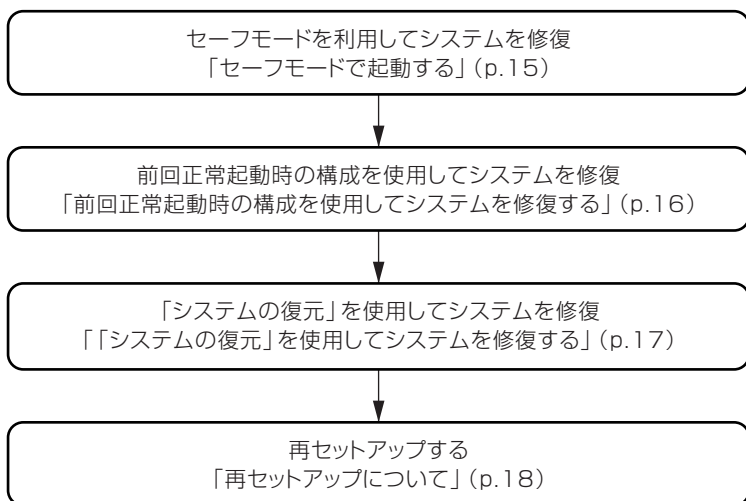 セーフモードを利用してシステムを修復
「セーフモードで起動する」（p.15）
前回正常起動時の構成を使用してシステムを修復
「前回正常起動時の構成を使用してシステムを修復する」（p.16）
「システムの復元」を使用してシステムを修復
「「システムの復元」を使用してシステムを修復する」（p.17）
再セットアップする
「再セットアップについて」（p.18）